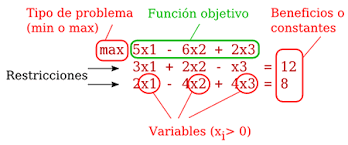 Tipo de problema Función objetivo Beneficios o
(min o max) constantes
max 5x1 - 6x2 + 2x3
Restricciones 3x1 + 2x2 - x3 = 12
2x1 - 4x2 + 4x3 = 8
Variables (xi> 0)